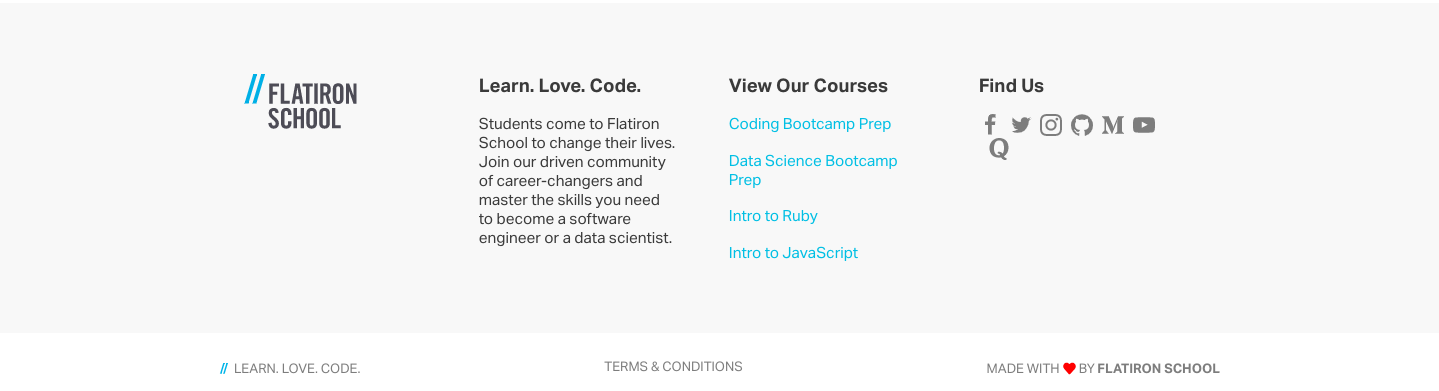 // FLATIRON
SCHOOL
Learn. Love. Code.
Students come to Flatiron
School to change their lives.
Join our driven community
of career-changers and
master the skills you need
to become a software
engineer or a data scientist.
View Our Courses
Coding Bootcamp Prep
Data Science Bootcamp
Prep
Intro to Ruby
Intro to JavaScript
Find Us
// LEARN. LOVE. CODE.
TERMS & CONDITIONS
MADE WITH ❤ BY FLATIRON SCHOOL